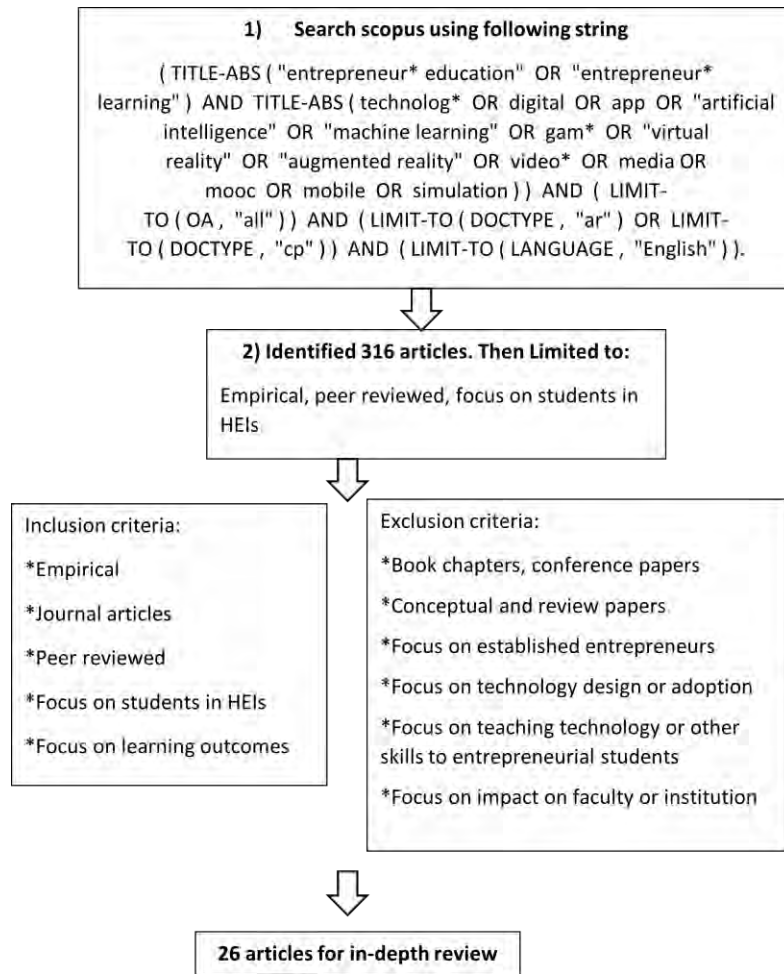 1) Search scopus using following string
( TITLE-ABS ( "entrepreneur* education" OR "entrepreneur*
learning" ) AND TITLE-ABS ( technolog* OR digital OR app OR "artificial
intelligence" OR "machine learning" OR gam* OR "virtual
reality" OR "augmented reality" OR video* OR media OR
mooc OR mobile OR simulation ) ) AND ( LIMIT-
TO ( OA , "all" ) ) AND ( LIMIT-TO ( DOCTYPE , "ar" ) OR LIMIT-
TO ( DOCTYPE , "cp" ) ) AND ( LIMIT-TO ( LANGUAGE , "English" ) ).
2) Identified 316 articles. Then Limited to:
Empirical, peer reviewed, focus on students in
HEIs
Inclusion criteria:
*Empirical
*Journal articles
*Peer reviewed
*Focus on students in HEIs
*Focus on learning outcomes
Exclusion criteria:
*Book chapters, conference papers
*Conceptual and review papers
*Focus on established entrepreneurs
*Focus on technology design or adoption
*Focus on teaching technology or other
skills to entrepreneurial students
*Focus on impact on faculty or institution
26 articles for in-depth review